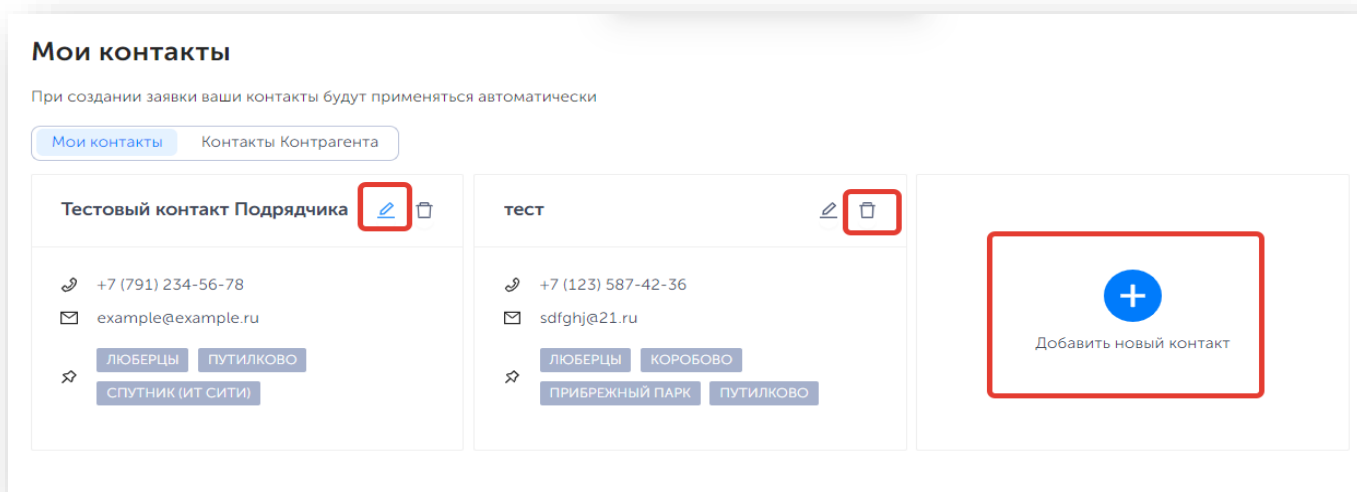 Мои контакты
При создании заявки ваши контакты будут применяться автоматически
Мои контакты Контакты Контрагента
Тестовый контакт Подрядчика
+7 (791) 234-56-78
example@example.ru
ЛЮБЕРЦЫ ПУТИЛКОВО
СПУТНИК (ИТ СИТИ)
тест
+7 (123) 587-42-36
sdfghj@21.ru
ЛЮБЕРЦЫ КОРОБОВО
ПРИБРЕЖНЫЙ ПАРК ПУТИЛКОВО
Добавить новый контакт